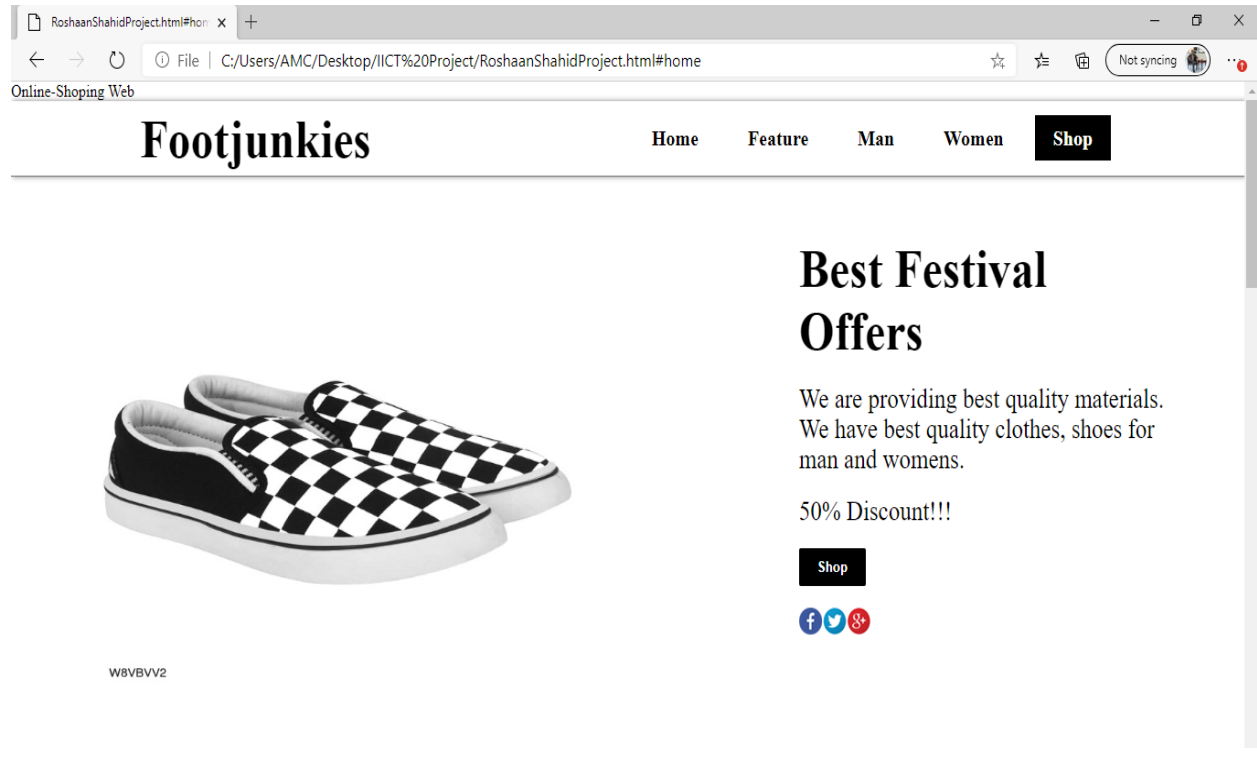 RoshaanShahidProject.html#hom
File | C:/Users/AMC/Desktop/IICT%20Project/RoshaanShahidProject.html#home
Not syncing
Online-Shoping Web
Footjunkies
Home Feature Man Women Shop
Best Festival
Offers
We are providing best quality materials.
We have best quality clothes, shoes for
man and womens.
50% Discount!!!
Shop
f 8+
W8VBVV2